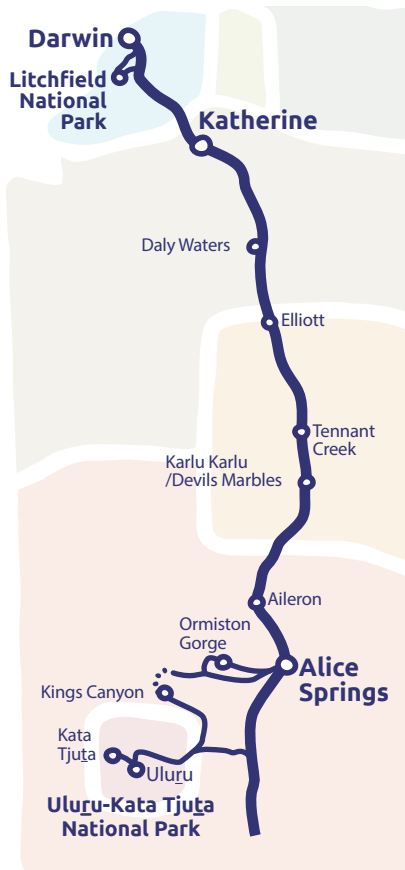 Darwin
Litchfield
National
Park
Katherine
Daly Waters
Elliott
Tennant
Creek
Karlu Karlu
/Devils Marbles
Aileron
Ormiston
Gorge
Alice
Springs
Kings Canyon
Kata
Tjuṯa
Uluṟu
Uluṟu-Kata Tjuṯa
National Park